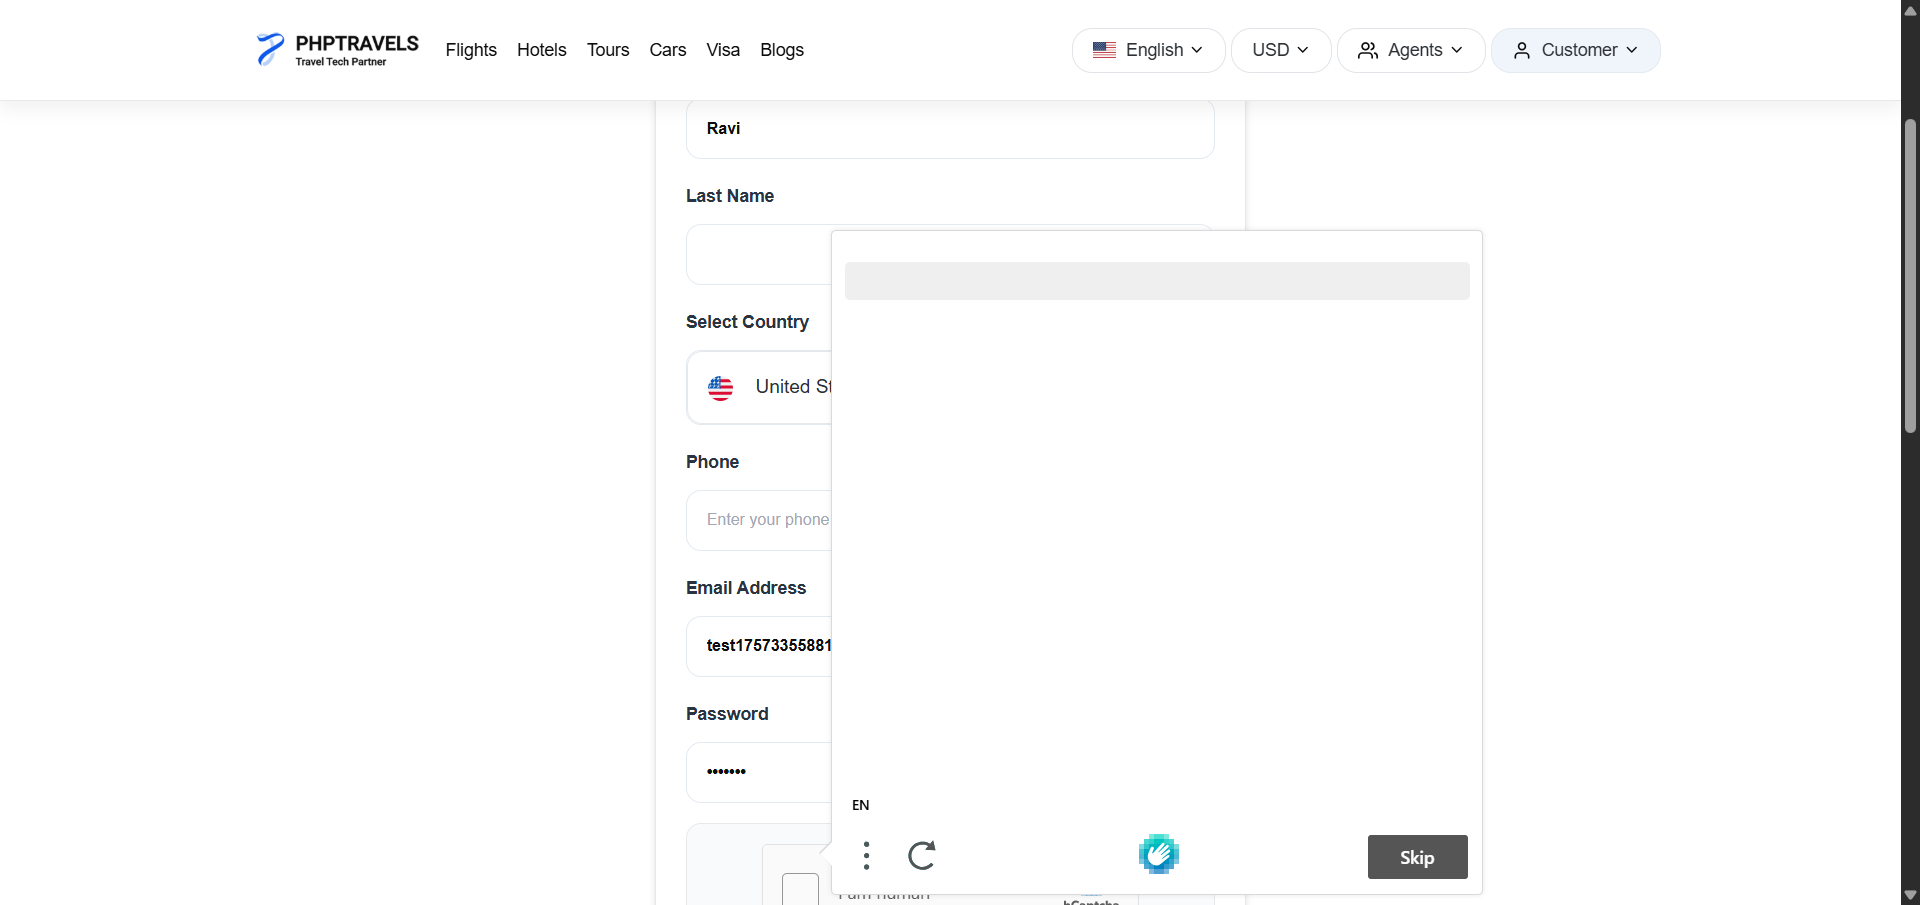 PHPTRAVELS
Travel Tech Partner
Flights Hotels Tours Cars Visa Blogs
English USD Agents Customer
Ravi
Last Name
Select Country
United St
Phone
Enter your phone
Email Address
test17573355881
Password
•••••••
EN
Skip
I am human
hCaptcha